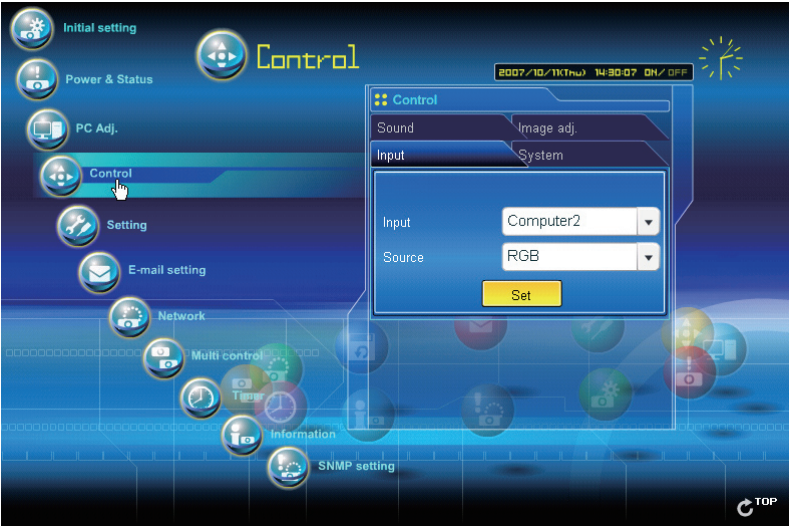 Initial setting
Power & Status
PC Adj.
Control
Setting
E-mail setting
Network
Multi control
Timer
Information
SNMP setting
Control
2007/10/11(Thu) 14:30:07 ON/OFF
Control
Sound
Image adj.
Input
System
Input
Computer2
Source
RGB
Set
TOP